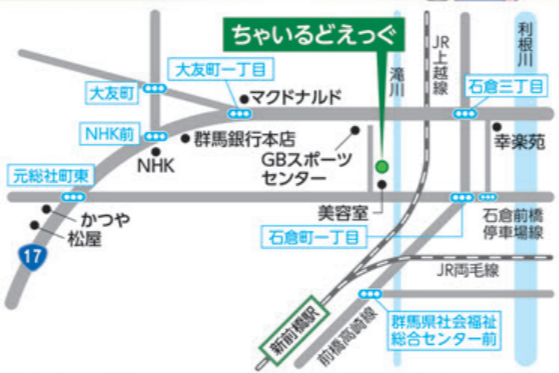 ちゃいるどえっぐ
JR上越線
利根川
滝川
大友町一丁目
石倉三丁目
大友町
マクドナルド
NHK前
群馬銀行本店
NHK
GBスポーツ
センター
幸楽苑
元総社町東
美容室
石倉町一丁目
石倉前橋
停車場線
かつや
松屋
17
JR両毛線
新前橋駅
前橋高崎線
群馬県社会福祉
総合センター前